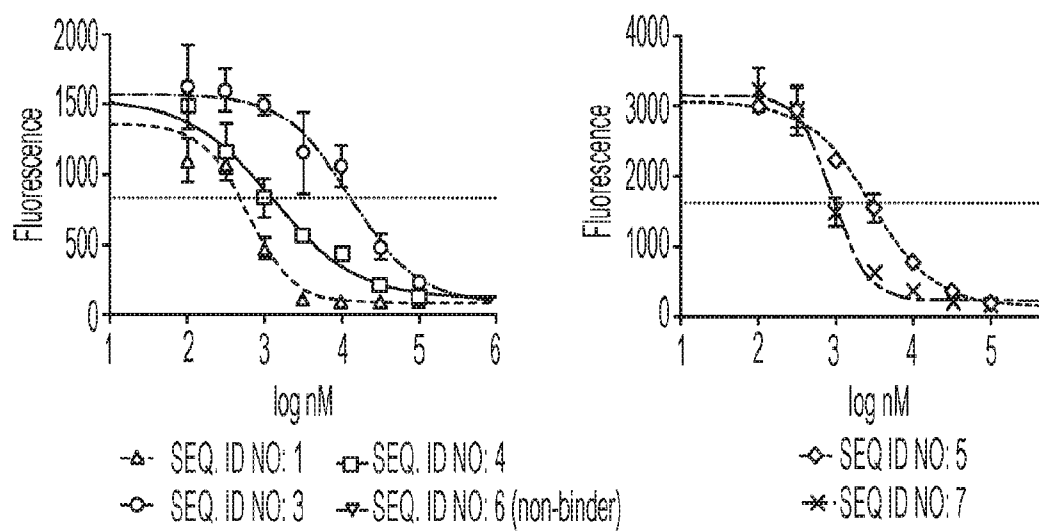 2000
1500
1000
500
0
Fluorescence
1 2 3 4 5 6
log nM
4000
3000
2000
1000
0
Fluorescence
1 2 3 4 5
log nM
SEQ. ID NO: 1 SEQ. ID NO: 4
SEQ. ID NO: 3 SEQ. ID NO: 6 (non-binder)
SEQ ID NO: 5
SEQ ID NO: 7